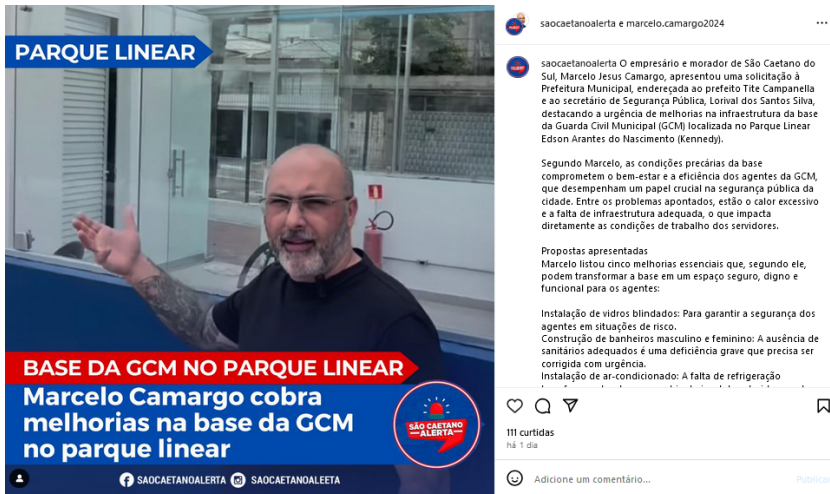 PARQUE LINEAR
BASE DA GCM NO PARQUE LINEAR
Marcelo Camargo cobra
melhorias na base da GCM
no parque linear
SÃO CAETANO
ALERTA
SAOCAETANOALERTA
SAOCAETANOALEETA
saocaetanoalerta e marcelo.camargo2024
saocaetanoalerta O empresário e morador de São Caetano do
Sul, Marcelo Jesus Camargo, apresentou uma solicitação à
Prefeitura Municipal, endereçada ao prefeito Tite Campanella
e ao secretário de Segurança Pública, Lorival dos Santos Silva,
destacando a urgência de melhorias na infraestrutura da base
da Guarda Civil Municipal (GCM) localizada no Parque Linear
Edson Arantes do Nascimento (Kennedy).
Segundo Marcelo, as condições precárias da base
comprometem o bem-estar e a eficiência dos agentes da GCM,
que desempenham um papel crucial na segurança pública da
cidade. Entre os problemas apontados, estão o calor excessivo
e a falta de infraestrutura adequada, o que impacta
diretamente as condições de trabalho dos servidores.
Propostas apresentadas
Marcelo listou cinco melhorias essenciais que, segundo ele,
podem transformar a base em um espaço seguro, digno e
funcional para os agentes:
Instalação de vidros blindados: Para garantir a segurança dos
agentes em situações de risco.
Construção de banheiros masculino e feminino: A ausência de
sanitários adequados é uma deficiência grave que precisa ser
corrigida com urgência.
Instalação de ar-condicionado: A falta de refrigeração
111 curtidas
há 1 dia
Adicione um comentário...
Publicar